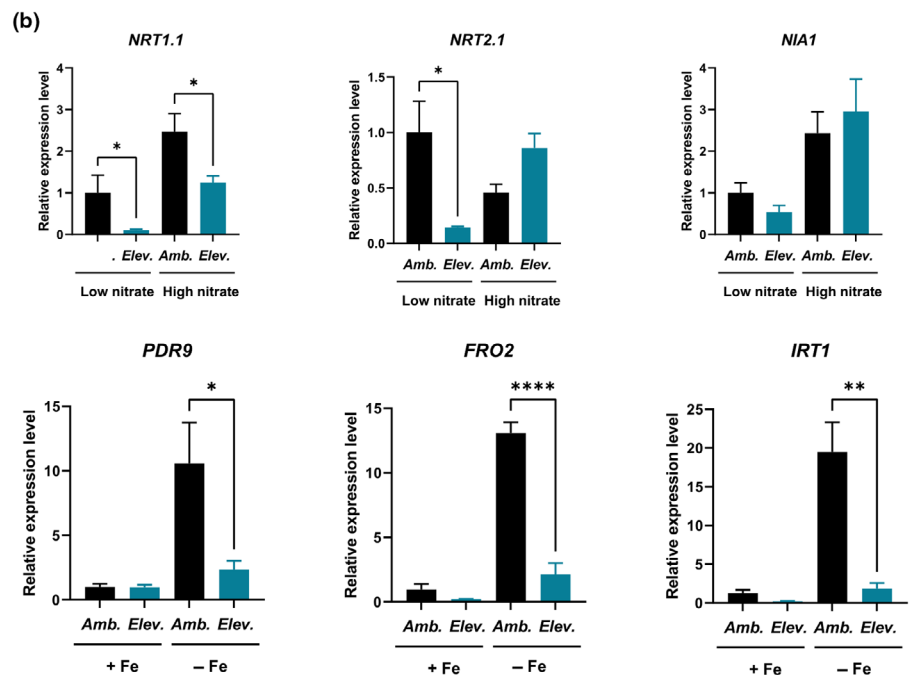 (b)
NRT1.1
NRT2.1
NIA1
Relative expression level
4
3
2
1
0
*
*
. Elev. Amb. Elev.
Low nitrate High nitrate
Relative expression level
1.5
1.0
0.5
0.0
*
Amb. Elev. Amb. Elev.
Low nitrate High nitrate
Relative expression level
4
3
2
1
0
Amb. Elev. Amb. Elev.
Low nitrate High nitrate
PDR9
FRO2
IRT1
Relative expression level
15
10
5
0
*
Amb. Elev. Amb. Elev.
+ Fe – Fe
Relative expression level
15
10
5
0
****
Amb. Elev. Amb. Elev.
+ Fe – Fe
Relative expression level
25
20
15
10
5
0
**
Amb. Elev. Amb. Elev.
+ Fe – Fe